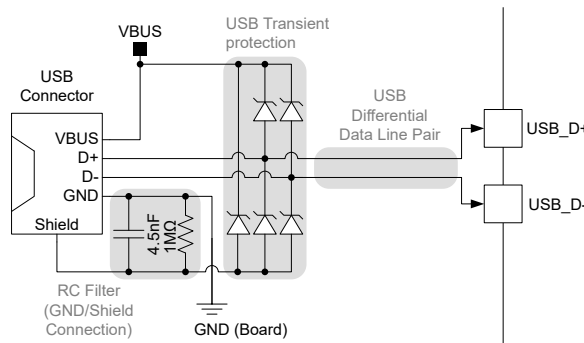 VBUS
USB Transient
protection
USB
Connector
USB
Differential
Data Line Pair
VBUS
D+
D-
GND
Shield
4.5nF
1MΩ
USB_D+
USB_D-
RC Filter
(GND/Shield
Connection)
GND (Board)